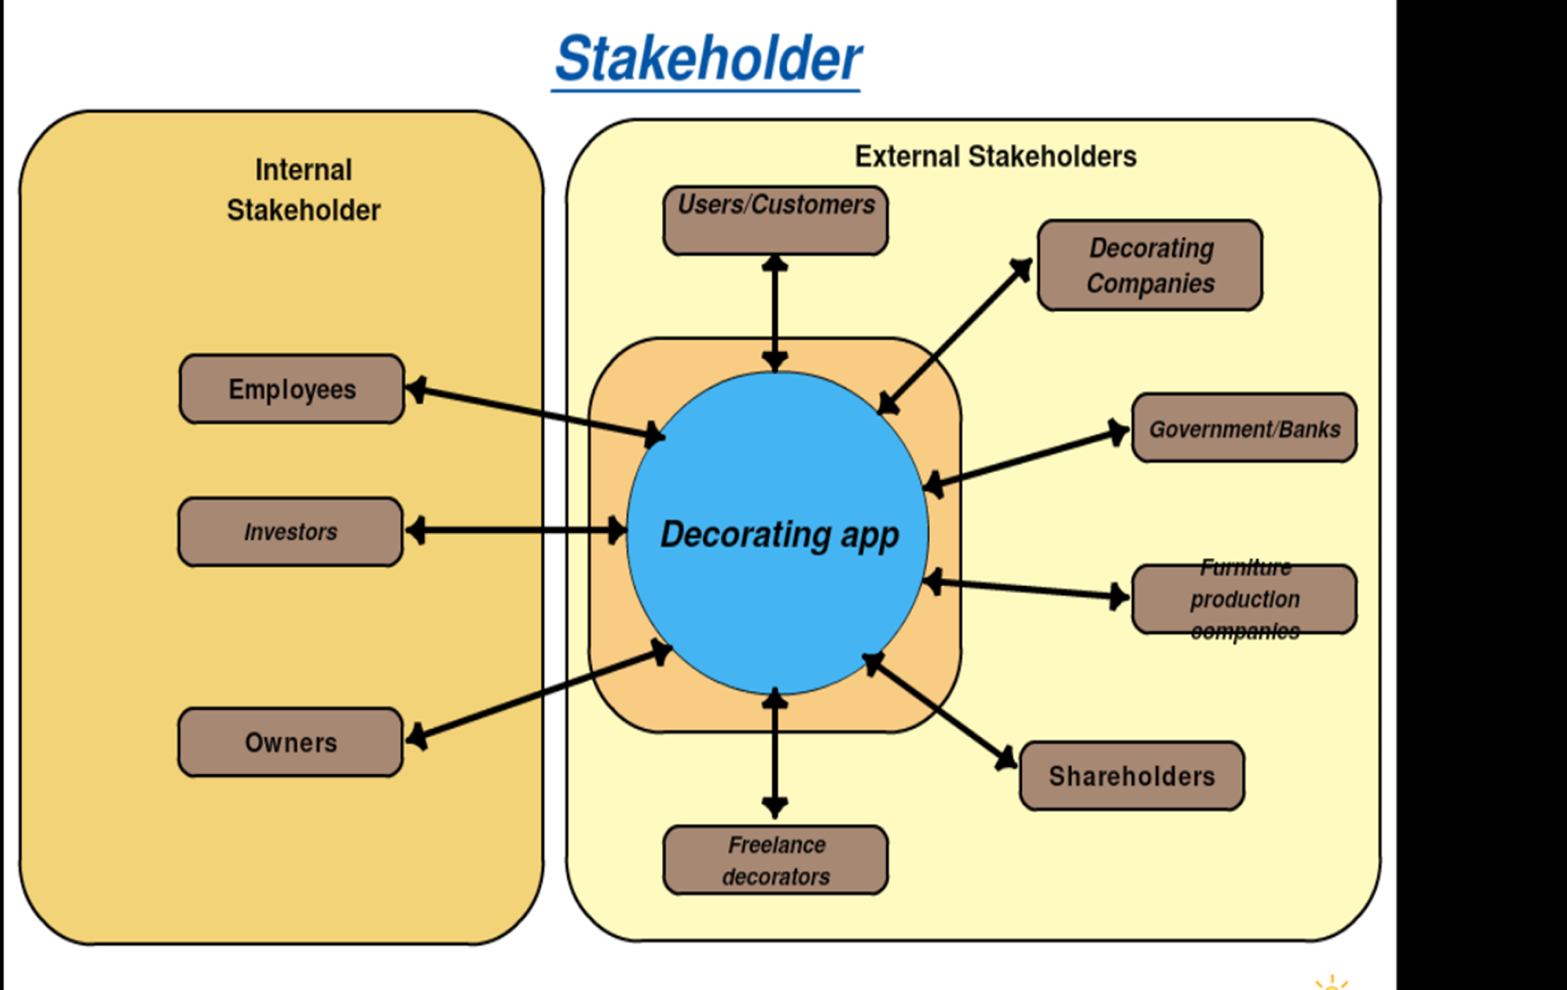 Stakeholder
Internal
Stakeholder
Employees
Investors
Owners
External Stakeholders
Users/Customers
Decorating
Companies
Government/Banks
Decorating app
Furniture
production
companies
Shareholders
Freelance
decorators